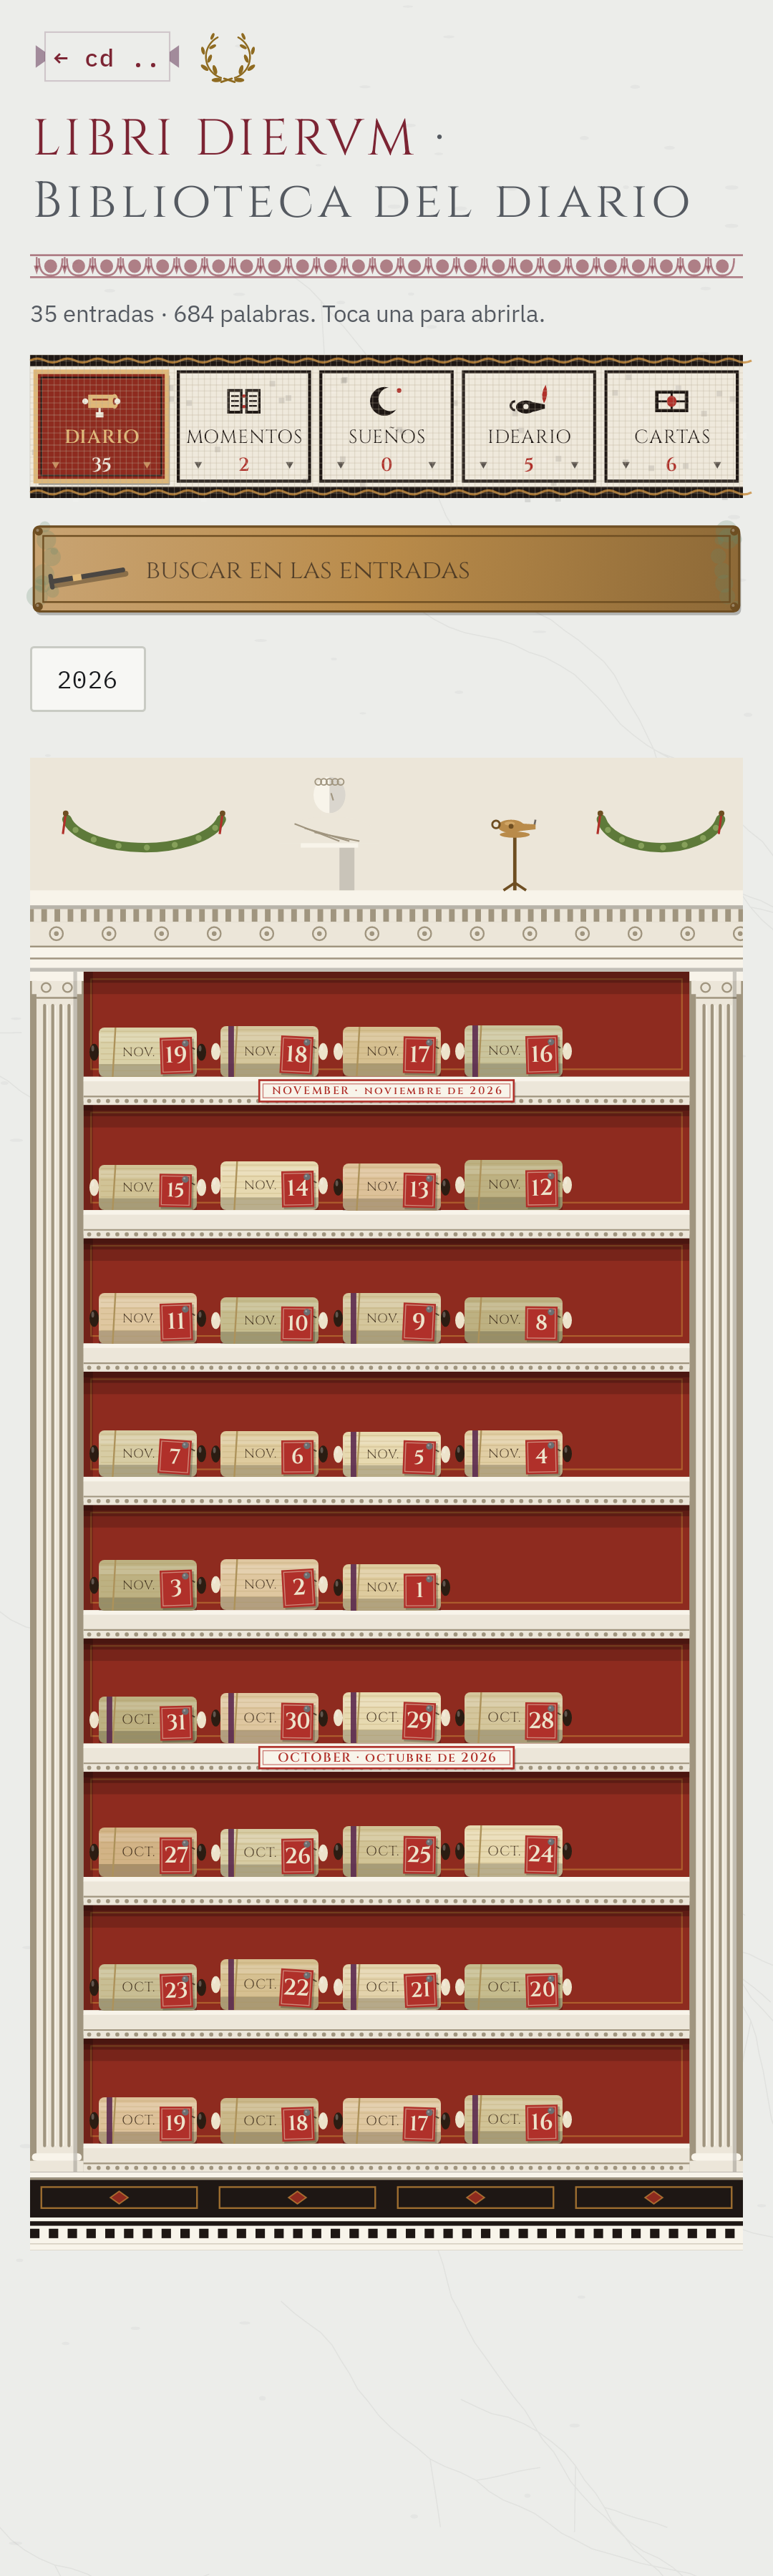 ← cd ..
LIBRI DIERVM ·
BIBLIOTECA DEL DIARIO
35 entradas · 684 palabras. Toca una para abrirla.
DIARIO MOMENTOS SUEÑOS IDEARIO CARTAS
35 2 0 5 6
BUSCAR EN LAS ENTRADAS
2026
NOV. 19 NOV. 18 NOV. 17 NOV. 16
NOVEMBER · NOVIEMBRE DE 2026
NOV. 15 NOV. 14 NOV. 13 NOV. 12
NOV. 11 NOV. 10 NOV. 9 NOV. 8
NOV. 7 NOV. 6 NOV. 5 NOV. 4
NOV. 3 NOV. 2 NOV. 1
OCT. 31 OCT. 30 OCT. 29 OCT. 28
OCTOBER · OCTUBRE DE 2026
OCT. 27 OCT. 26 OCT. 25 OCT. 24
OCT. 23 OCT. 22 OCT. 21 OCT. 20
OCT. 19 OCT. 18 OCT. 17 OCT. 16